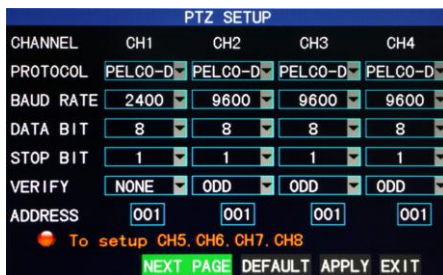 PTZ SETUP
CHANNEL CH1 CH2 CH3 CH4
PROTOCOL PELCO-D PELCO-D PELCO-D PELCO-D
BAUD RATE 2400 9600 9600 9600
DATA BIT 8 8 8 8
STOP BIT 1 1 1 1
VERIFY NONE ODD ODD ODD
ADDRESS 001 001 001 001
To setup CH5, CH6, CH7, CH8
NEXT PAGE DEFAULT APPLY EXIT